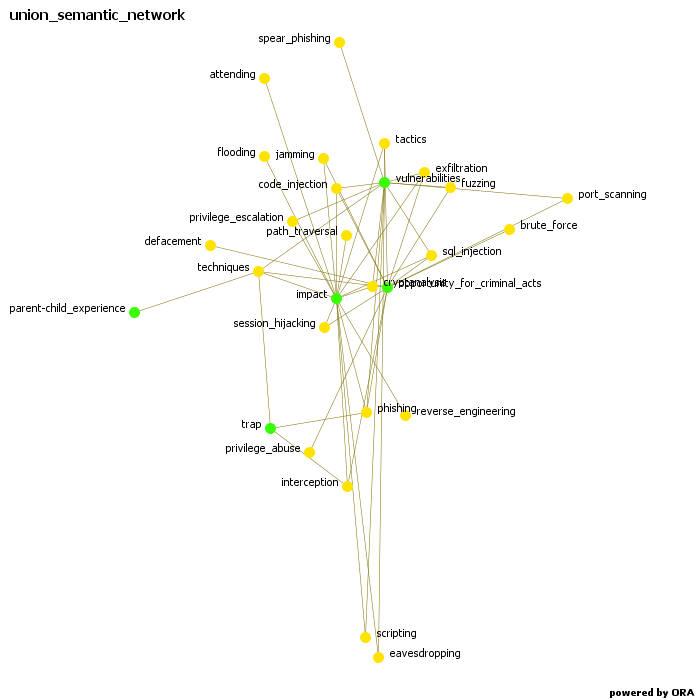 union_semantic_network
spear_phishing
attending
tactics
flooding
jamming
exfiltration
vulnerabilities
code_injection
fuzzing
port_scanning
privilege_escalation
path_traversal
brute_force
defacement
sql_injection
techniques
cryptanalysis
opportunity_for_criminal_acts
impact
parent-child_experience
session_hijacking
phishing
reverse_engineering
trap
privilege_abuse
interception
scripting
eavesdropping
powered by ORA